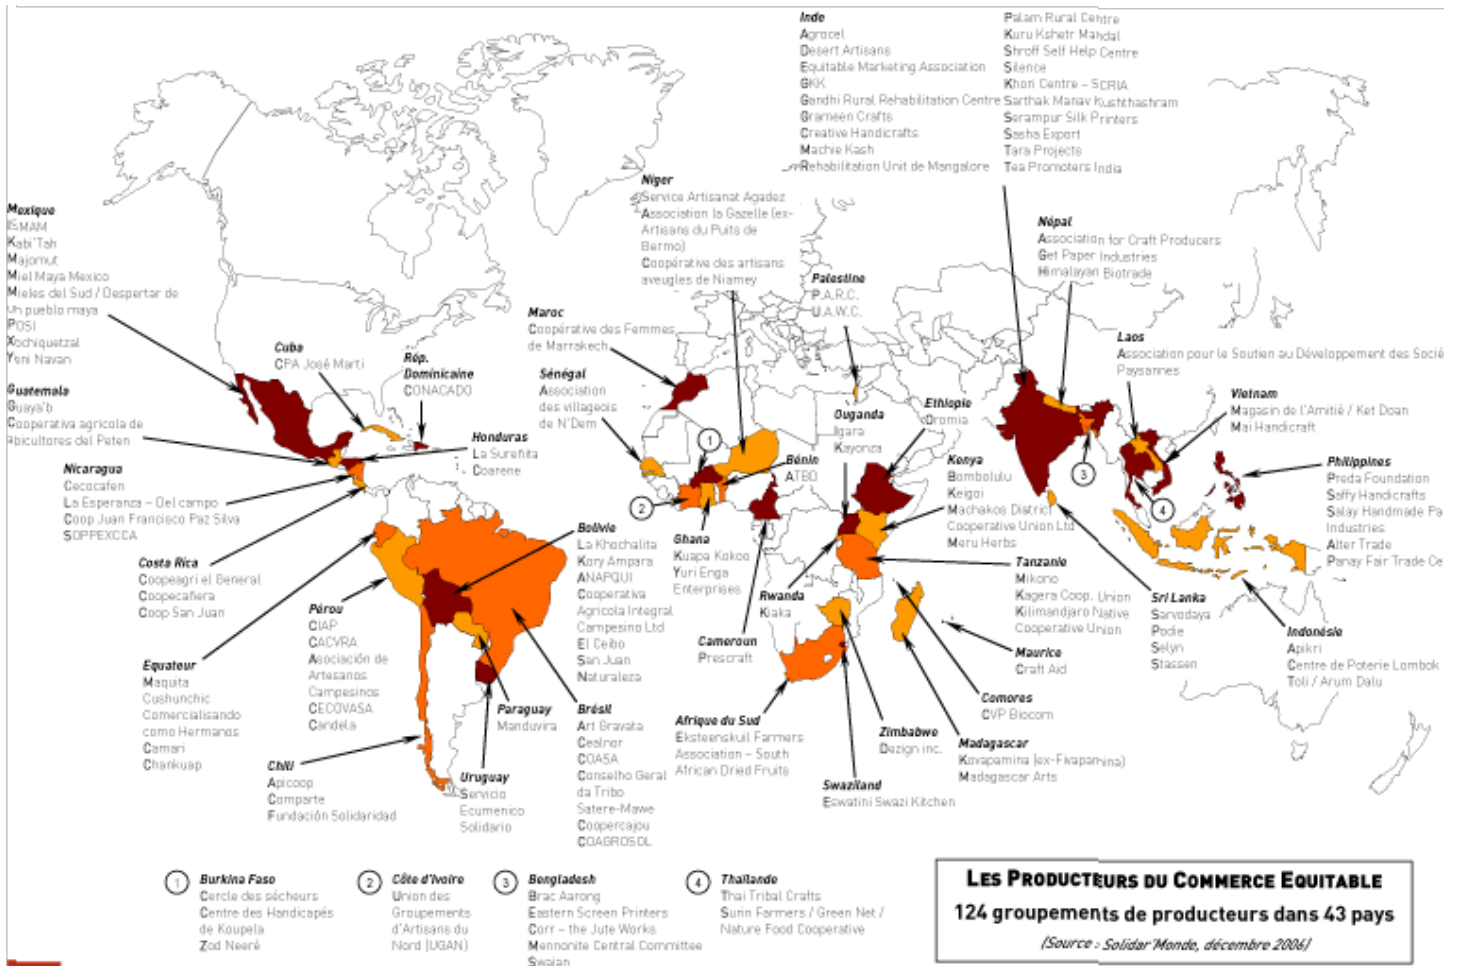 Inde
Agrocel
Desert Artisans
Equitable Marketing Association
GKK
Gandhi Rural Rehabilitation Centre
Grameen Crafts
Creative Handicrafts
Machie Kash
Rehabilitation Unit de Mangalore
Palam Rural Centre
Kuru Kshetr Mandal
Shroff Self Help Centre
Silence
Khori Centre – SORIA
Sarthak Manav Kushthashram
Serampur Silk Printers
Sasha Export
Tara Projects
Tea Promoters India
Niger
Service Artisanat Agadez
Association la Gazelle (ex-
Artisans du Puits de
Bermo)
Coopérative des artisans
aveugles de Niamey
Mexique
ISMAM
Kabi'Tah
Majomut
Miel Maya Mexico
Mieles del Sud / Despertar de
un pueblo maya
POSI
Xochiquetzal
Yeni Navan
Népal
Association for Craft Producers
Get Paper Industries
Himalayan Biotrade
Palestine
P.A.R.C.
U.A.W.C.
Maroc
Coopérative des Femmes
de Marrakech
Laos
Association pour le Soutien au Développement des Socié
Paysannes
Cuba
CPA José Marti
Rép.
Dominicaine
CONACADO
Sénégal
Association
des villageois
de N'Dem
Guatemala
Guaya'b
Cooperativa agricola de
apicultores del Peten
Vietnam
Magasin de l'Amitié / Ket Doan
Mai Handicraft
Ouganda
Igara
Kayonza
Ethiopie
Oromia
Honduras
La Sureñita
Coarene
Nicaragua
Cecocafen
La Esperanza – Del campo
Coop Juan Francisco Paz Silva
SOPPEXCCA
Bénin
ATBD
Kenya
Bombolulu
Keigoi
Machakos District
Cooperative Union Ltd
Meru Herbs
Philippines
Preda Foundation
Saffy Handicrafts
Salay Handmade Pa
Industries
Alter Trade
Panay Fair Trade Ce
1
2
3
4
Costa Rica
Coopeagri el General
Coopecañera
Coop San Juan
Bolivie
La Khochalita
Kory Ampara
ANAPQUI
Cooperativa
Agricola Integral
Campesino Ltd
El Ceibo
San Juan
Naturaleza
Ghana
Kuapa Kokoo
Yuri Enga
Enterprises
Tanzanie
Mikono
Kagera Coop. Union
Kilimandjaro Native
Cooperative Union
Rwanda
Kiaka
Sri Lanka
Sarvodaya
Podie
Selyn
Stassen
Pérou
CIAP
CACVRA
Asociación de
Artesanos
Campesinos
CECOVASA
Candela
Cameroun
Prescraft
Indonésie
Apikri
Centre de Poterie Lombok
Toli / Arum Dalu
Maurice
Craft Aid
Equateur
Maquita
Cushunchic
Comercialisando
como Hermanos
Camari
Chankuap
Comores
CVP Biocom
Paraguay
Manduvira
Brésil
Art Gravata
Cealnor
COASA
Conselho Geral
da Tribo
Satere-Mawe
Coopercajou
COAGROSOL
Afrique du Sud
Eksteenskuil Farmers
Association – South
African Dried Fruits
Zimbabwe
Dezign inc.
Madagascar
Kovapamina (ex-Fivapamina)
Madagascar Arts
Chili
Apicoop
Comparte
Fundación Solidaridad
Uruguay
Servicio
Ecumenico
Solidario
Swaziland
Eswatini Swazi Kitchen
1
Burkina Faso
Cercle des sécheurs
Centre des Handicapés
de Koupela
Zod Neeré
2
Côte d'Ivoire
Union des
Groupements
d'Artisans du
Nord (UGAN)
3
Bengladesh
Brac Aarong
Eastern Screen Printers
Corr – the Jute Works
Mennonite Central Committee
Swajan
4
Thaïlande
Thai Tribal Crafts
Surin Farmers / Green Net /
Nature Food Cooperative
LES PRODUCTEURS DU COMMERCE EQUITABLE
124 groupements de producteurs dans 43 pays
(Source : Solidar'Monde, décembre 2006)